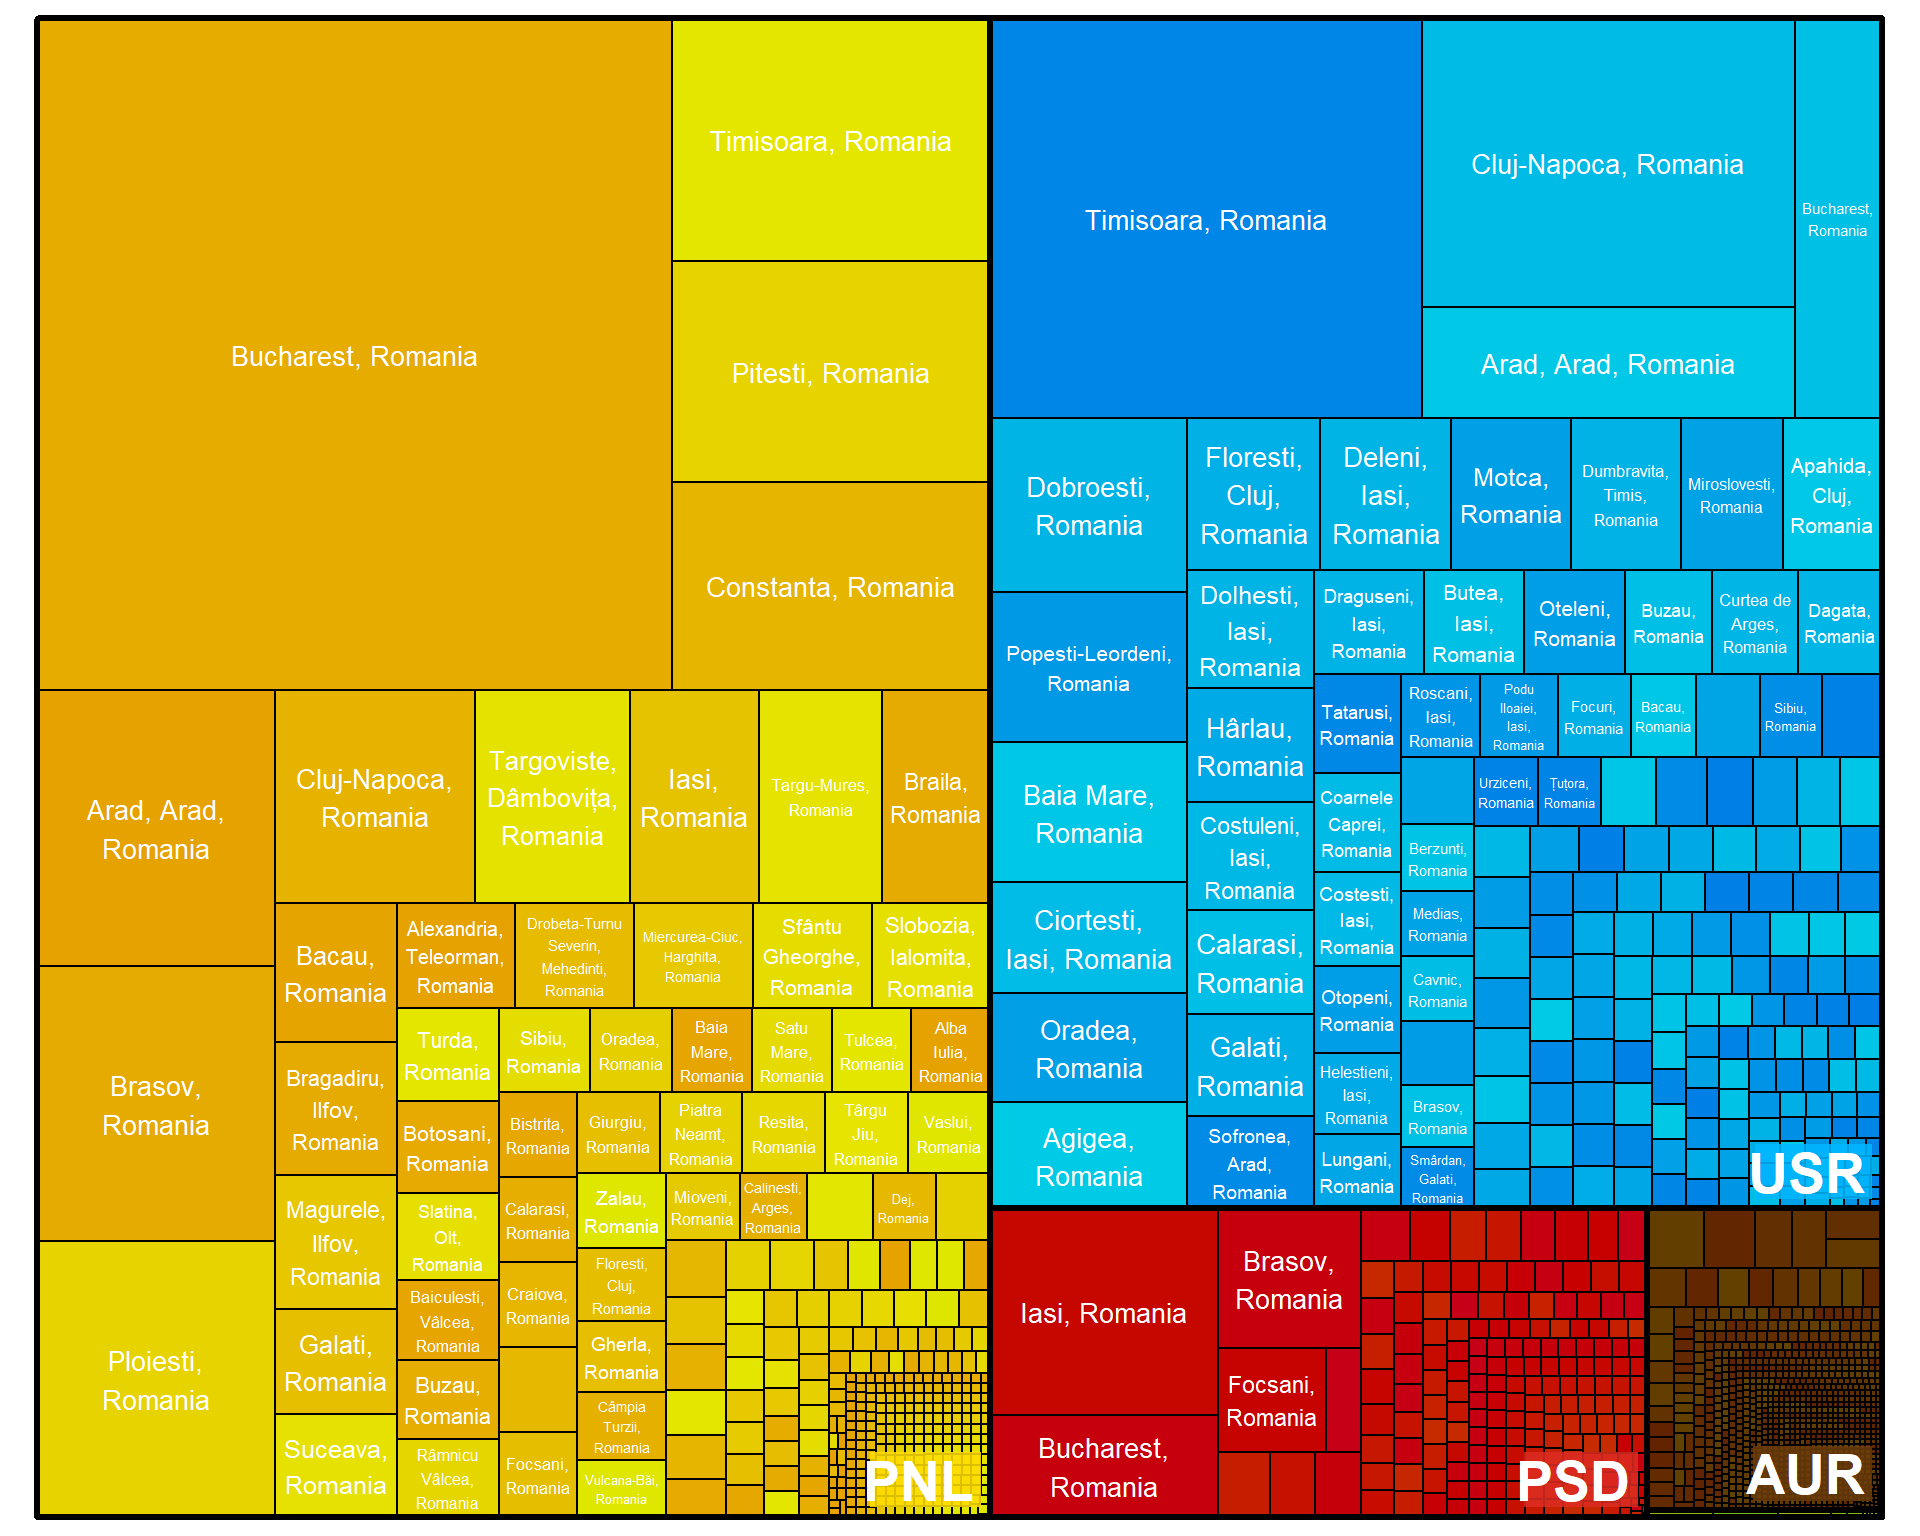 Bucharest, Romania
Timisoara, Romania
Pitesti, Romania
Constanta, Romania
Arad, Arad,
Romania
Brasov,
Romania
Ploiesti,
Romania
Cluj-Napoca,
Romania
Targoviste,
Dâmbovița,
Romania
Iasi,
Romania
Targu-Mures,
Romania
Braila,
Romania
Bacau,
Romania
Bragadiru,
Ilfov,
Romania
Magurele,
Ilfov,
Romania
Galati,
Romania
Suceava,
Romania
Alexandria,
Teleorman,
Romania
Drobeta-Turnu
Severin,
Mehedinti,
Romania
Miercurea-Ciuc,
Harghita,
Romania
Sfântu
Gheorghe,
Romania
Slobozia,
Ialomita,
Romania
Turda,
Romania
Botosani,
Romania
Slatina,
Olt,
Romania
Baiculesti,
Vâlcea,
Romania
Buzau,
Romania
Râmnicu
Vâlcea,
Romania
Sibiu,
Romania
Oradea,
Romania
Baia
Mare,
Romania
Satu
Mare,
Romania
Tulcea,
Romania
Alba
Iulia,
Romania
Bistrita,
Romania
Calarasi,
Romania
Craiova,
Romania
Focsani,
Romania
Giurgiu,
Romania
Piatra
Neamt,
Romania
Resita,
Romania
Târgu
Jiu,
Romania
Vaslui,
Romania
Zalau,
Romania
Floresti,
Cluj,
Romania
Gherla,
Romania
Câmpia
Turzii,
Romania
Vulcana-Băi,
Romania
Mioveni,
Romania
Calinesti,
Arges,
Romania
Dej,
Romania
PNL
Timisoara, Romania
Cluj-Napoca, Romania
Arad, Arad, Romania
Bucharest,
Romania
Dobroesti,
Romania
Popesti-Leordeni,
Romania
Baia Mare,
Romania
Ciortesti,
Iasi, Romania
Oradea,
Romania
Agigea,
Romania
Floresti,
Cluj,
Romania
Deleni,
Iasi,
Romania
Motca,
Romania
Dumbravita,
Timis,
Romania
Miroslovesti,
Romania
Apahida,
Cluj,
Romania
Dolhesti,
Iasi,
Romania
Hârlau,
Romania
Costuleni,
Iasi,
Romania
Calarasi,
Romania
Galati,
Romania
Sofronea,
Arad,
Romania
Draguseni,
Iasi,
Romania
Butea,
Iasi,
Romania
Oteleni,
Romania
Buzau,
Romania
Curtea de
Arges,
Romania
Dagata,
Romania
Tatarusi,
Romania
Coarnele
Caprei,
Romania
Costesti,
Iasi,
Romania
Otopeni,
Romania
Helestieni,
Iasi,
Romania
Lungani,
Romania
Roscani,
Iasi,
Romania
Podu
Iloaiei,
Iasi,
Romania
Focuri,
Romania
Bacau,
Romania
Sibiu,
Romania
Urziceni,
Romania
Țuțora,
Romania
Berzunti,
Romania
Medias,
Romania
Cavnic,
Romania
Brasov,
Romania
Smârdan,
Galati,
Romania
USR
Iasi, Romania
Bucharest,
Romania
Brasov,
Romania
Focsani,
Romania
PSD
AUR